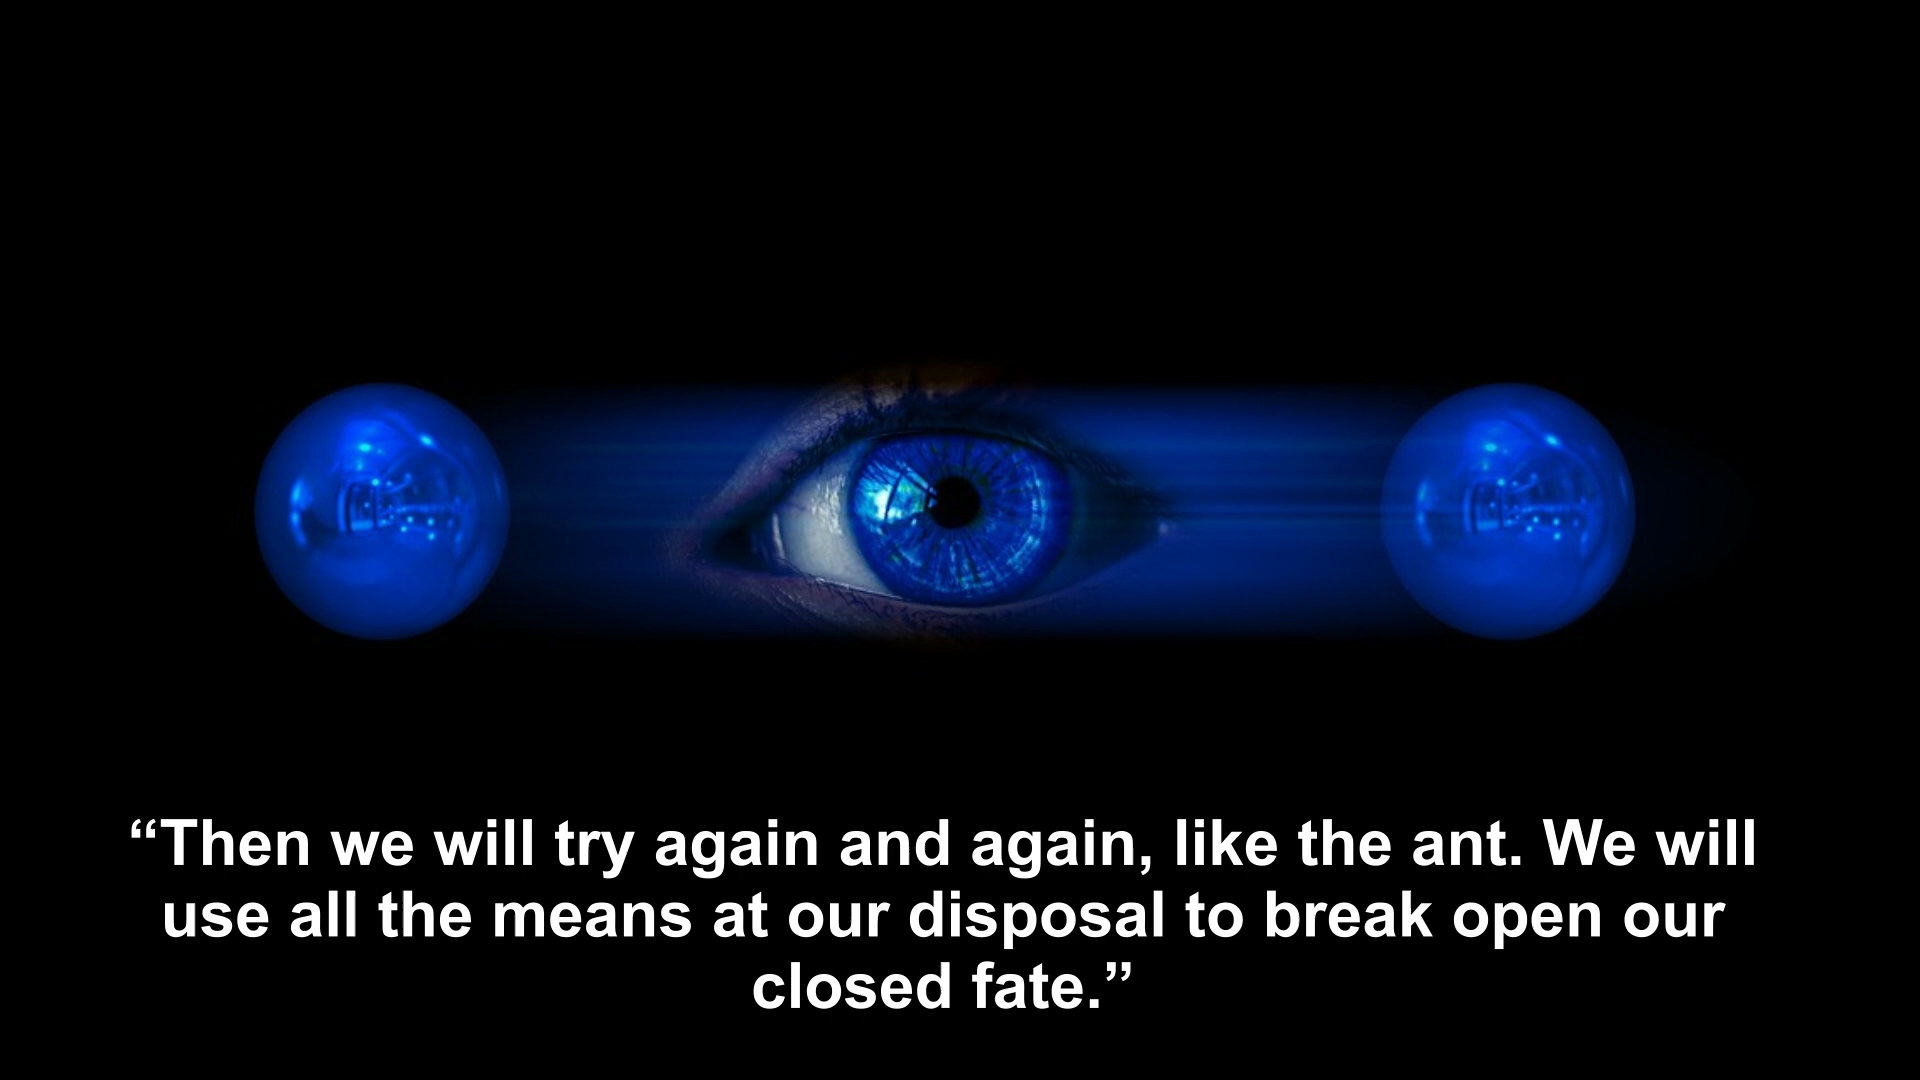 “Then we will try again and again, like the ant. We will
use all the means at our disposal to break open our
closed fate.”